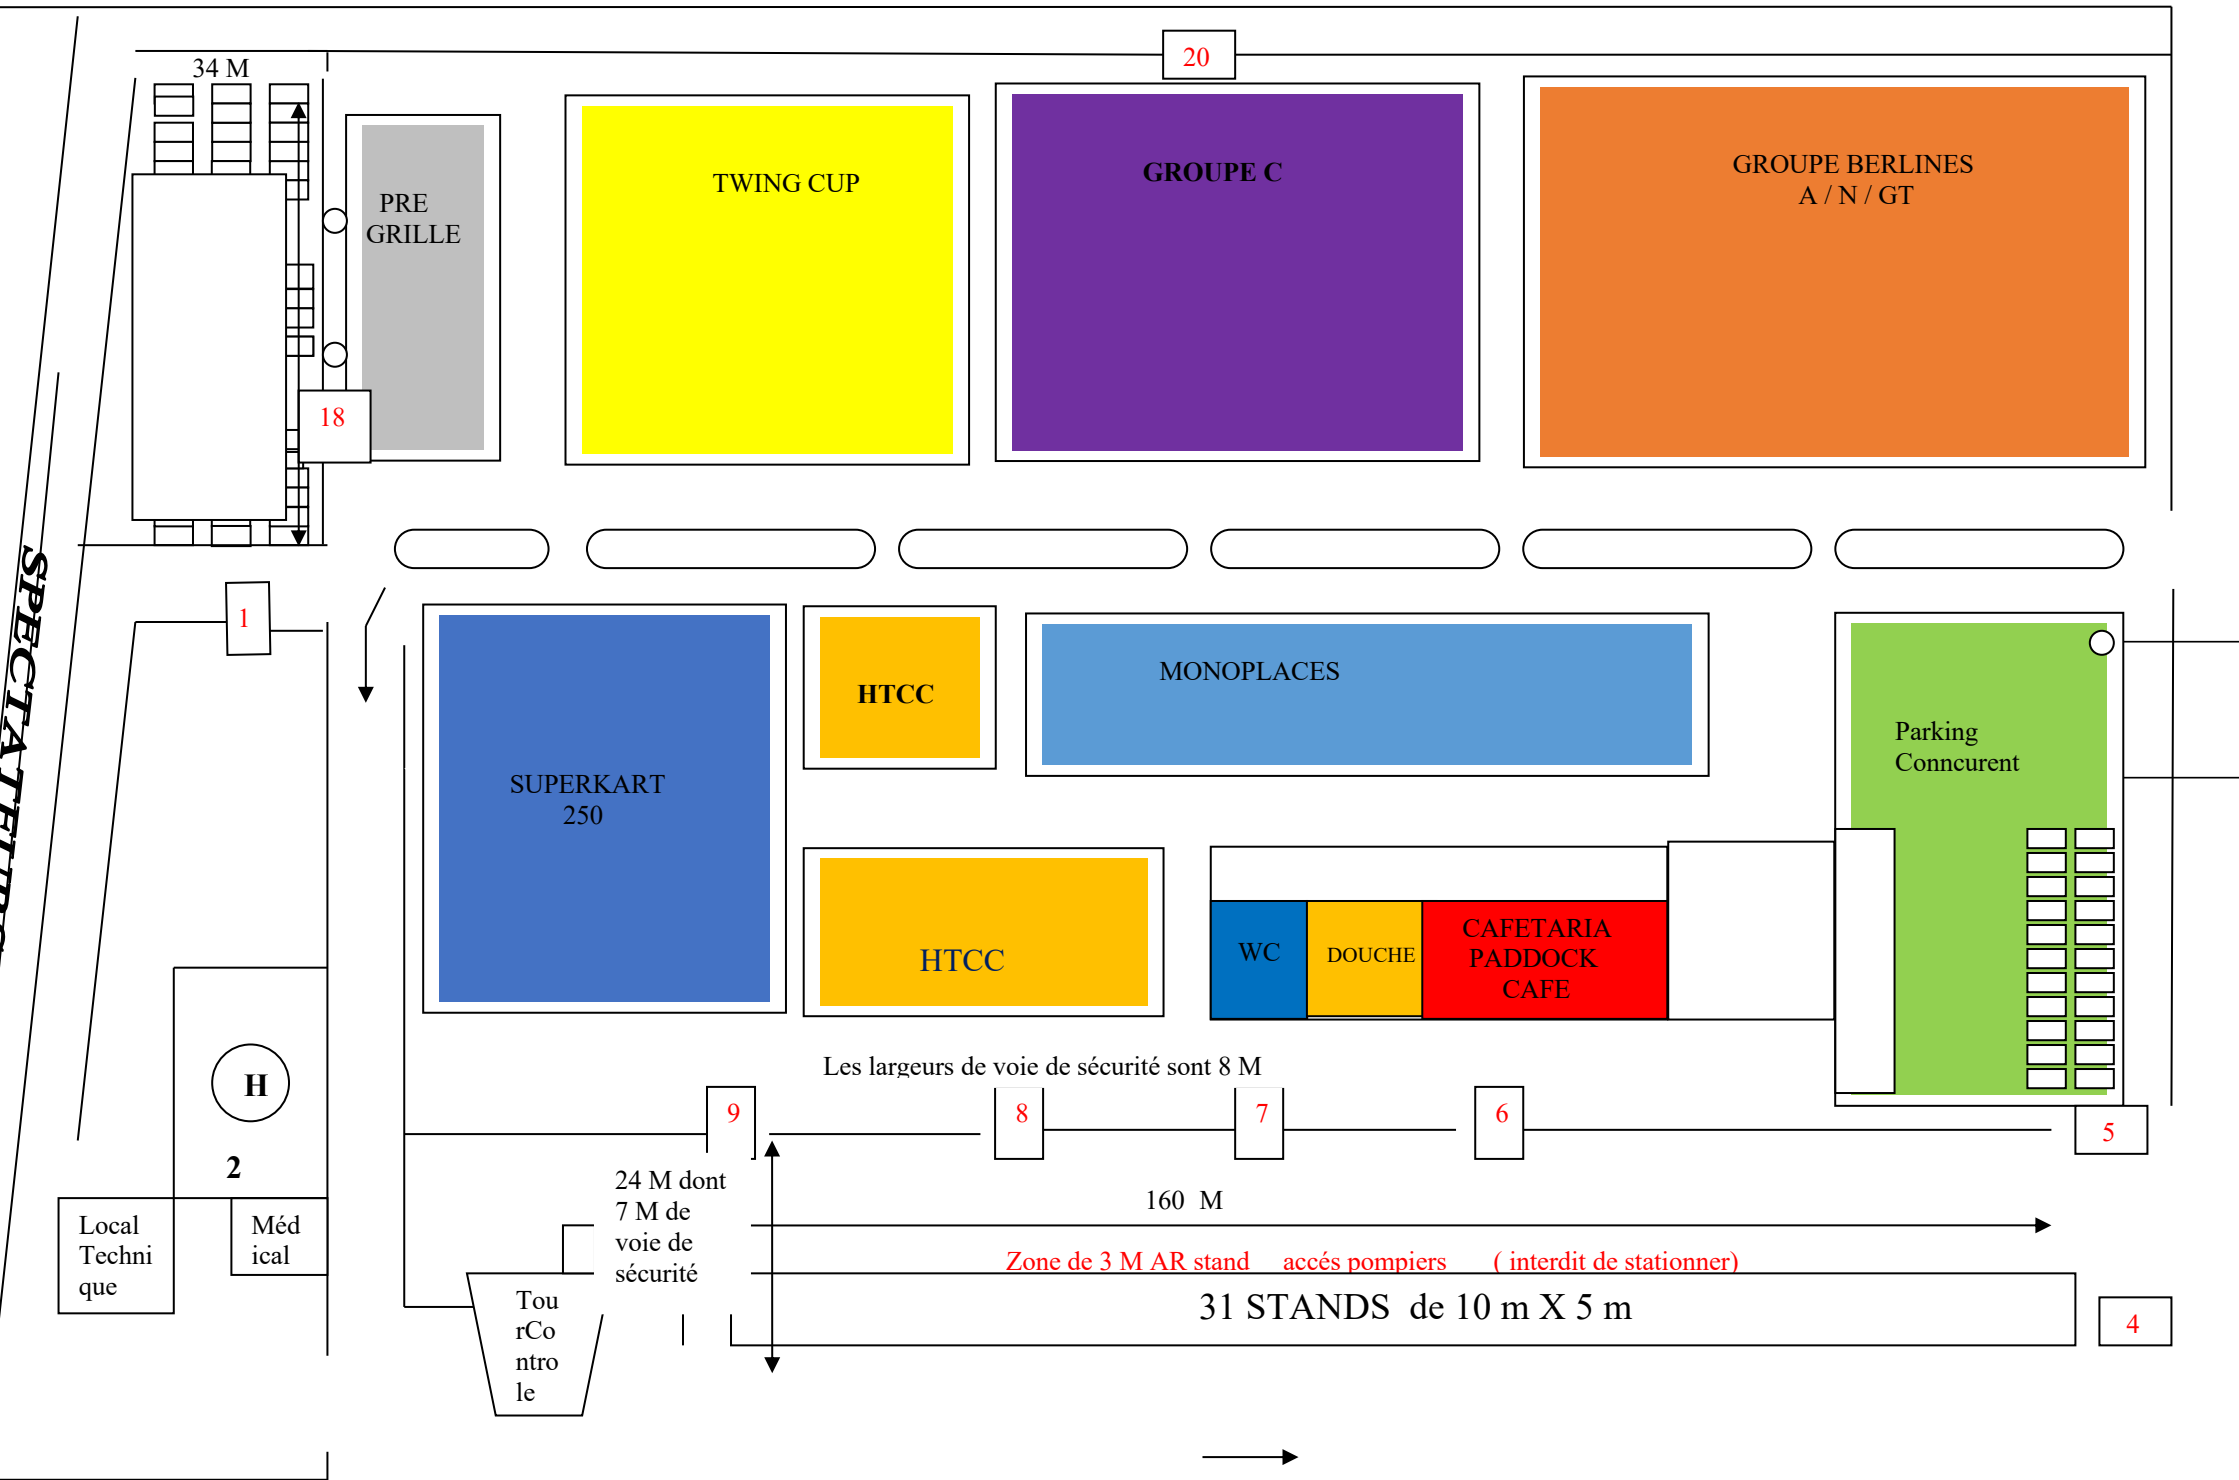 20
34 M
TWING CUP
GROUPE C
GROUPE BERLINES
A / N / GT
PRE
GRILLE
18
1
SPECTATEURS
HTCC
MONOPLACES
SUPERKART
250
Parking
Conncurent
HTCC
WC
DOUCHE
CAFETARIA
PADDOCK
CAFE
Les largeurs de voie de sécurité sont 8 M
H
2
9
8
7
6
5
Local
Techni
que
Méd
ical
24 M dont
7 M de
voie de
sécurité
160 M
Zone de 3 M AR stand accés pompiers ( interdit de stationner)
31 STANDS de 10 m X 5 m
4
Tou
rCo
ntro
le